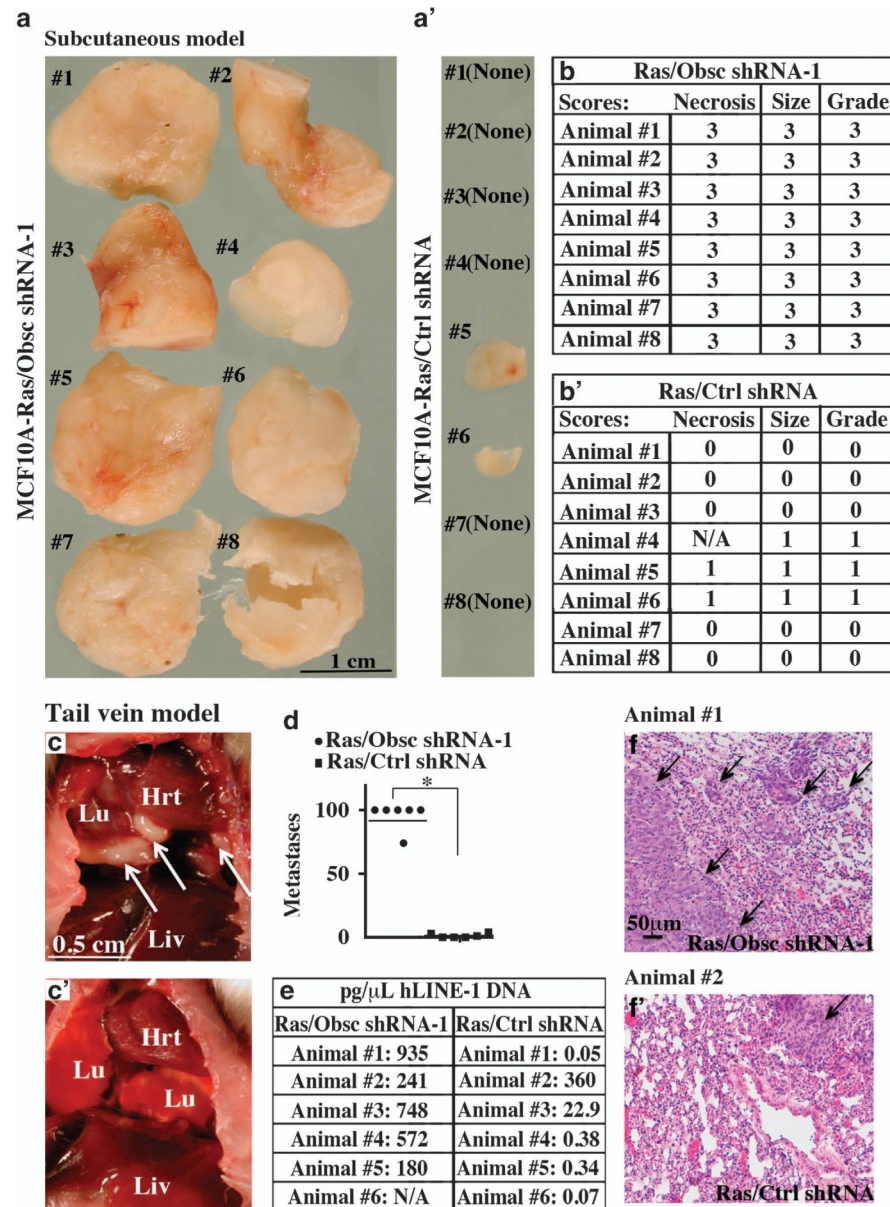 a
Subcutaneous model
MCF10A-Ras/Obsc shRNA-1
#1
#2
#3
#4
#5
#6
#7
#8
1 cm
a'
MCF10A-Ras/Ctrl shRNA
#1(None)
#2(None)
#3(None)
#4(None)
#5
#6
#7(None)
#8(None)
b Ras/Obsc shRNA-1
Scores: Necrosis Size Grade
Animal #1 3 3 3
Animal #2 3 3 3
Animal #3 3 3 3
Animal #4 3 3 3
Animal #5 3 3 3
Animal #6 3 3 3
Animal #7 3 3 3
Animal #8 3 3 3
b' Ras/Ctrl shRNA
Scores: Necrosis Size Grade
Animal #1 0 0 0
Animal #2 0 0 0
Animal #3 0 0 0
Animal #4 N/A 1 1
Animal #5 1 1 1
Animal #6 1 1 1
Animal #7 0 0 0
Animal #8 0 0 0
Tail vein model
c
Lu Hrt
Liv
0.5 cm
c'
Hrt
Lu
Lu
Liv
d
Ras/Obsc shRNA-1
Ras/Ctrl shRNA
*
Metastases
100
50
0
e pg/μL hLINE-1 DNA
Ras/Obsc shRNA-1 Ras/Ctrl shRNA
Animal #1: 935 Animal #1: 0.05
Animal #2: 241 Animal #2: 360
Animal #3: 748 Animal #3: 22.9
Animal #4: 572 Animal #4: 0.38
Animal #5: 180 Animal #5: 0.34
Animal #6: N/A Animal #6: 0.07
Animal #1
f
50μm
Ras/Obsc shRNA-1
Animal #2
f'
Ras/Ctrl shRNA